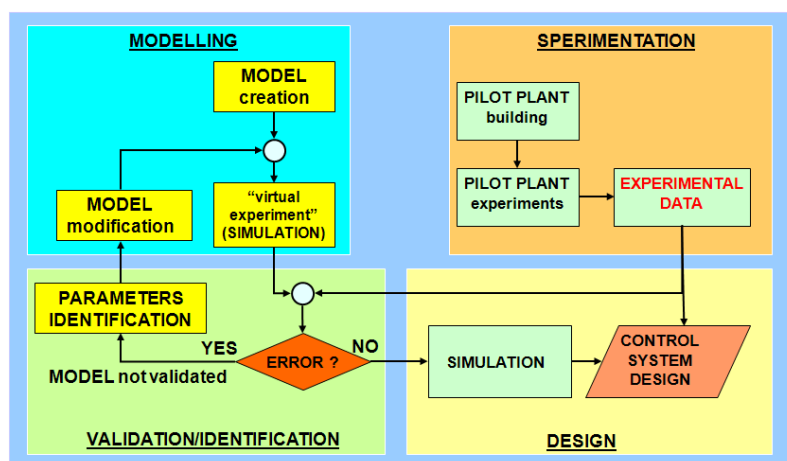 MODELLING
MODEL
creation
MODEL
modification
“virtual
experiment”
(SIMULATION)
SPERIMENTATION
PILOT PLANT
building
PILOT PLANT
experiments
EXPERIMENTAL
DATA
PARAMETERS
IDENTIFICATION
YES
ERROR ?
NO
MODEL not validated
VALIDATION/IDENTIFICATION
SIMULATION
CONTROL
SYSTEM
DESIGN
DESIGN